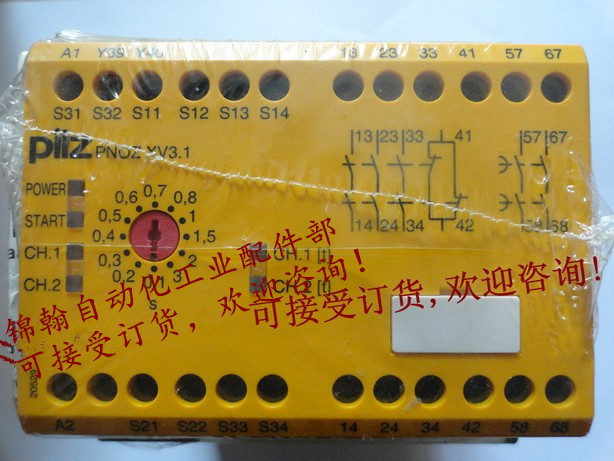 A1 Y39 Y40 13 23 33 41 57 67
S31 S32 S11 S12 S13 S14
pilz PNOZ XV3.1
13 23 33 41 57 67
POWER
START
CH.1
CH.2
0,7
0,6 0,8
0,5 1
0,4 1,5
0,3 2
0,2 3
s
CH.1 [t]
CH.2 [t]
14 24 34 42 58 68
锦翰自动化工业配件部
可接受订货，欢迎咨询！
可接受订货，欢迎咨询！
A2 S21 S22 S33 S34 14 24 34 42 58 68